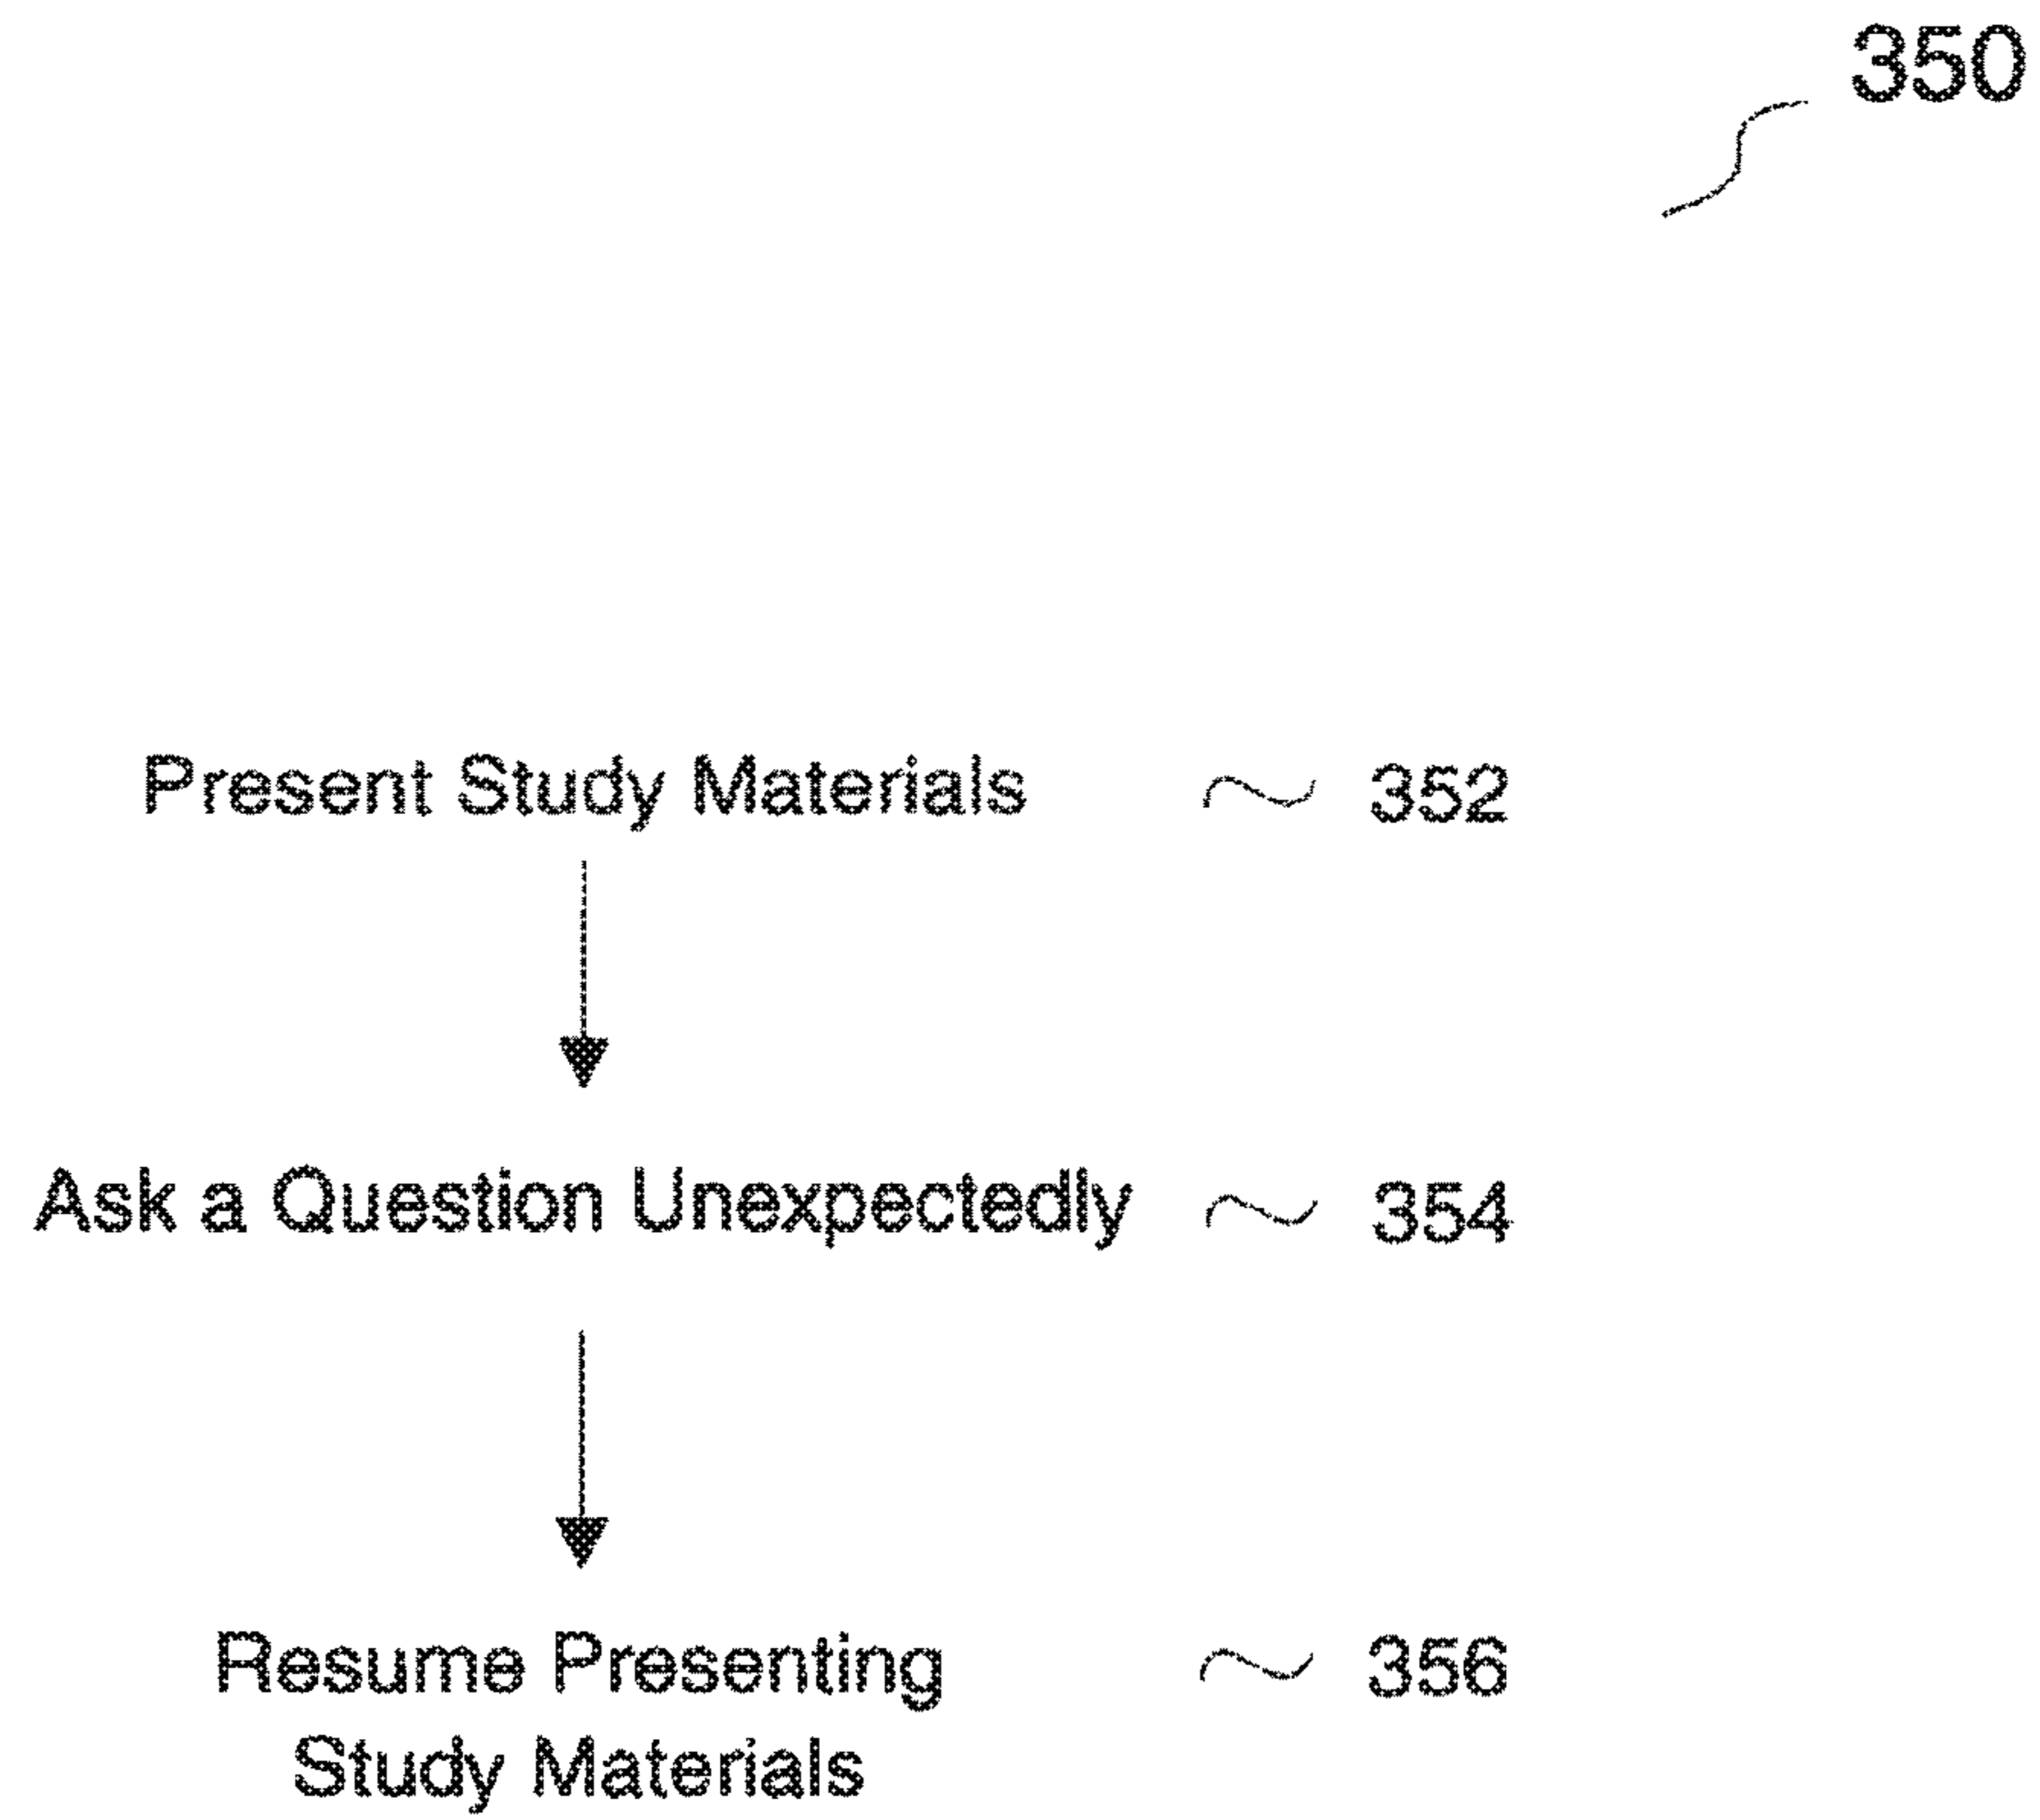 350
Present Study Materials 352
Ask a Question Unexpectedly 354
Resume Presenting 356
Study Materials